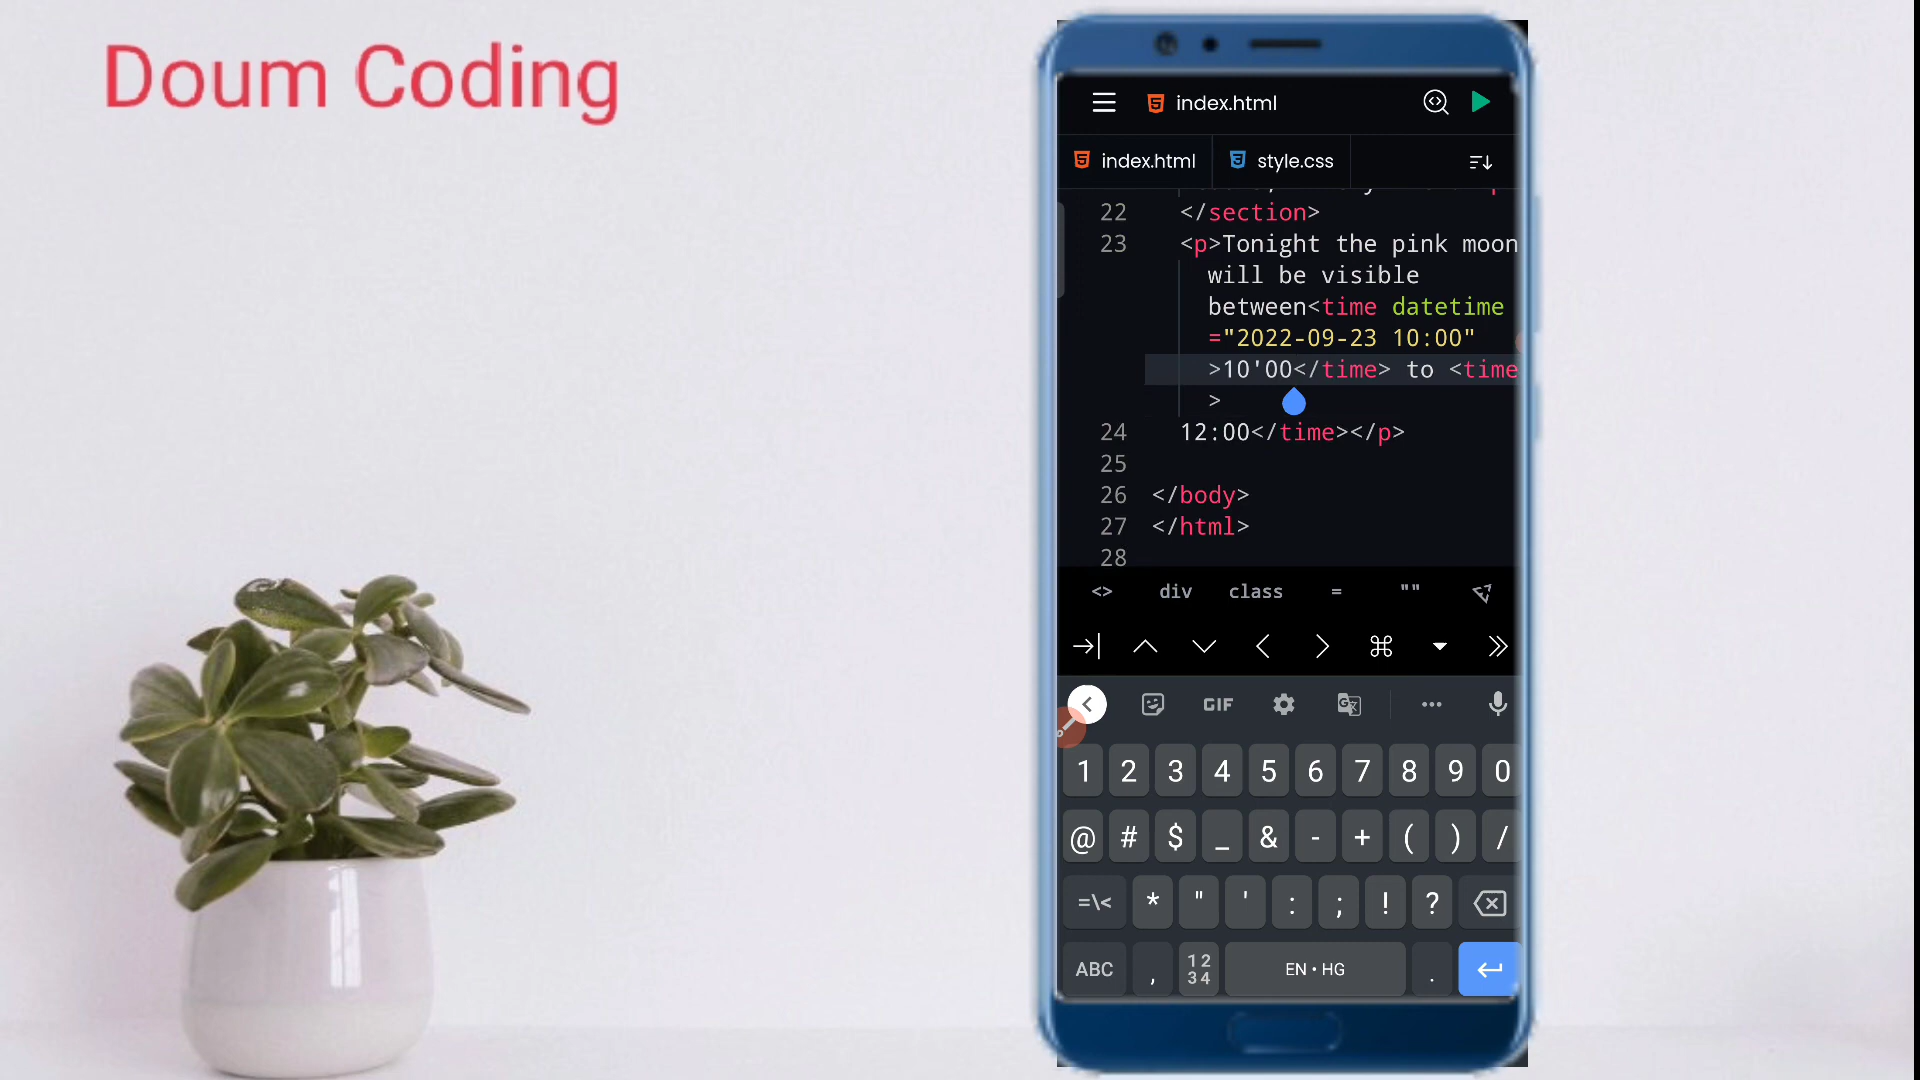 Doum Coding
index.html
index.html
style.css
22 </section>
23 <p>Tonight the pink moon
will be visible
between<time datetime
="2022-09-23 10:00"
>10'00</time> to <time
>
24 12:00</time></p>
25
26 </body>
27 </html>
28
<> div class = ""
GIF
1 2 3 4 5 6 7 8 9 0
@ # $ _ & - + ( ) /
=\< * " ' : ; ! ?
ABC , 12 34 EN • HG .